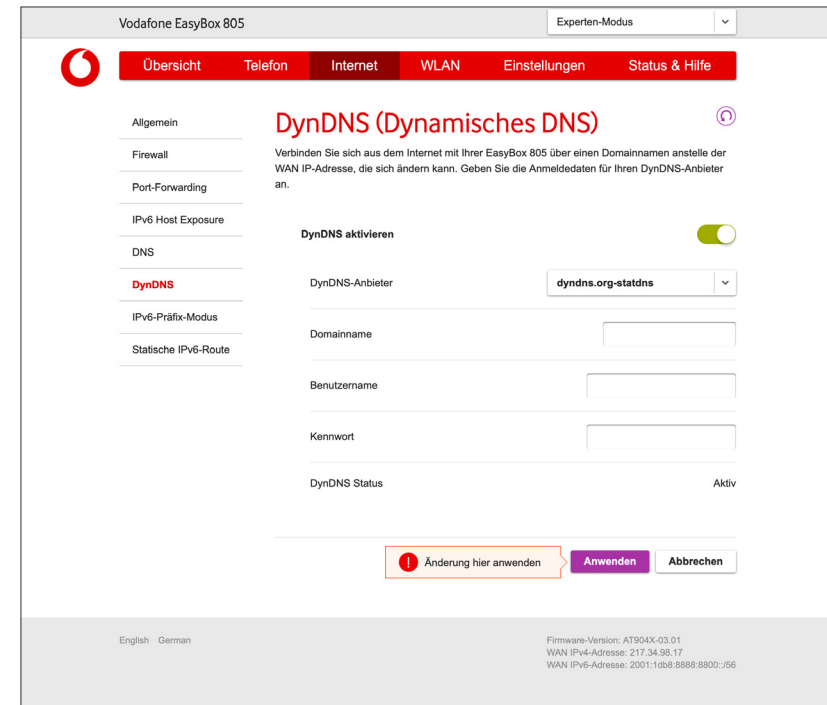 Vodafone EasyBox 805
Experten-Modus
Übersicht Telefon Internet WLAN Einstellungen Status & Hilfe
Allgemein
Firewall
Port-Forwarding
IPv6 Host Exposure
DNS
DynDNS
IPv6-Präfix-Modus
Statische IPv6-Route
DynDNS (Dynamisches DNS)
Verbinden Sie sich aus dem Internet mit Ihrer EasyBox 805 über einen Domainnamen anstelle der
WAN IP-Adresse, die sich ändern kann. Geben Sie die Anmeldedaten für Ihren DynDNS-Anbieter
an.
DynDNS aktivieren
DynDNS-Anbieter dyndns.org-statdns
Domainname
Benutzername
Kennwort
DynDNS Status Aktiv
! Änderung hier anwenden Anwenden Abbrechen
English German
Firmware-Version: AT904X-03.01
WAN IPv4-Adresse: 217.34.98.17
WAN IPv6-Adresse: 2001:1db8:8888:8800::/56